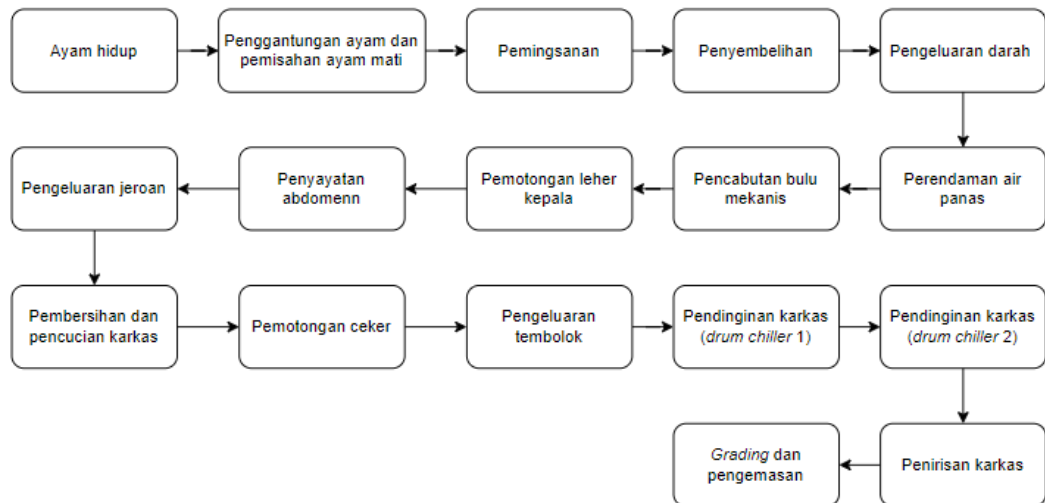 Ayam hidup
Penggantungan ayam dan
pemisahan ayam mati
Pemingsanan
Penyembelihan
Pengeluaran darah
Perendaman air
panas
Pencabutan bulu
mekanis
Pemotongan leher
kepala
Penyayatan
abdomenn
Pengeluaran jeroan
Pembersihan dan
pencucian karkas
Pemotongan ceker
Pengeluaran
tembolok
Pendinginan karkas
(drum chiller 1)
Pendinginan karkas
(drum chiller 2)
Penirisan karkas
Grading dan
pengemasan